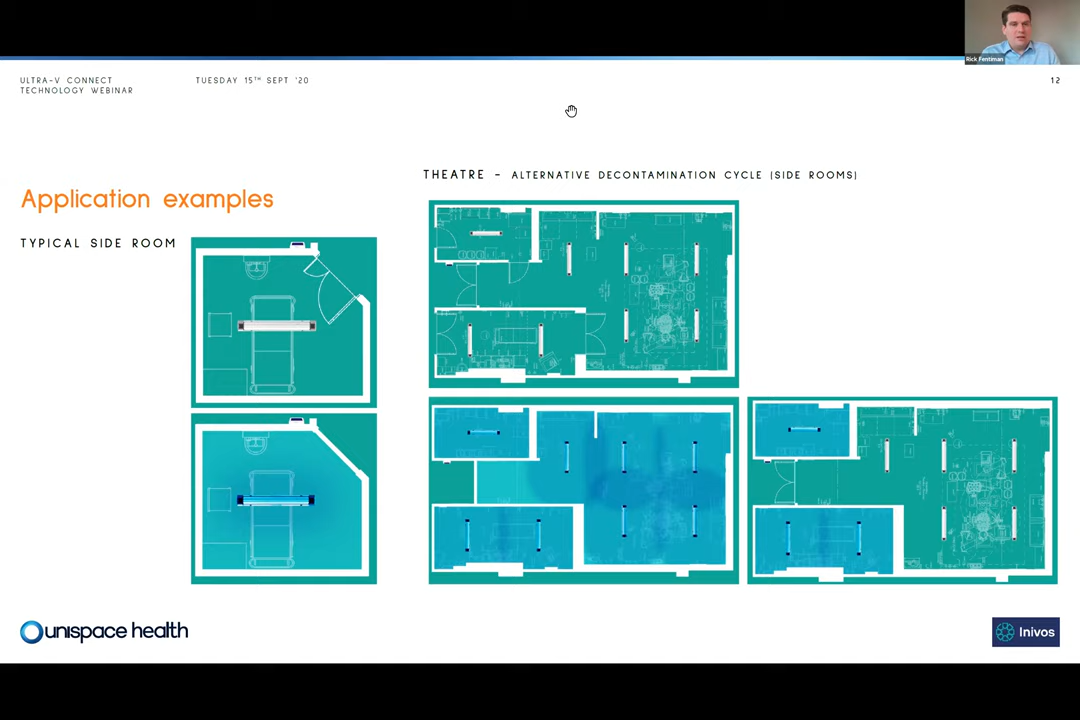 Rick Fentiman
ULTRA-V CONNECT
TECHNOLOGY WEBINAR
TUESDAY 15TH SEPT '20
12
Application examples
TYPICAL SIDE ROOM
THEATRE - ALTERNATIVE DECONTAMINATION CYCLE (SIDE ROOMS)
unispace health
Inivos